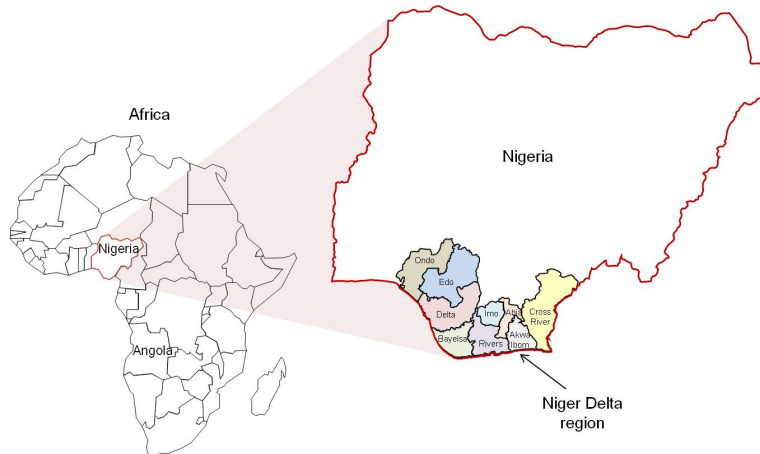 Africa
Nigeria
Angola
Nigeria
Ondo
Edo
Delta
Bayelsa
Imo
Rivers
Abia
Akwa
Ibom
Cross
River
Niger Delta
region